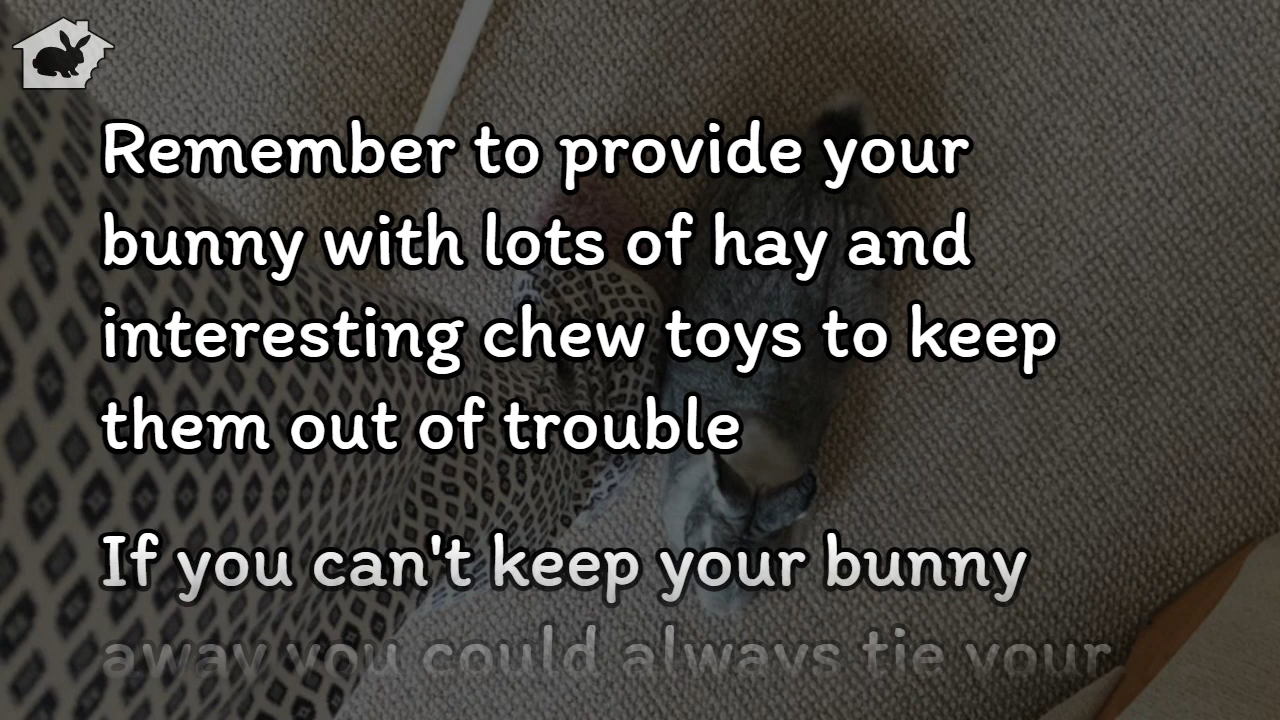 Remember to provide your
bunny with lots of hay and
interesting chew toys to keep
them out of trouble
If you can't keep your bunny
away you could always tie your